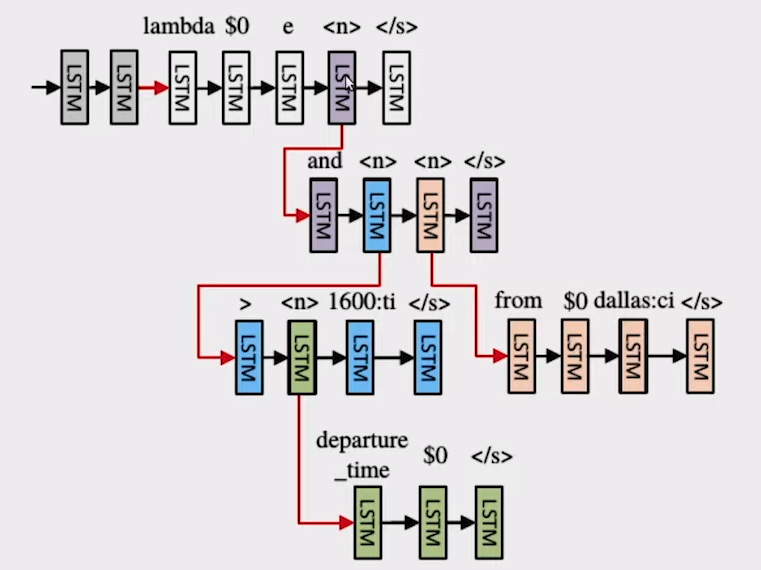 lambda $0 e <n> </s>
LSTM LSTM LSTM LSTM LSTM LSTM LSTM
and <n> <n> </s>
LSTM LSTM LSTM LSTM
> <n> 1600:ti </s> from $0 dallas:ci </s>
LSTM LSTM LSTM LSTM LSTM LSTM LSTM LSTM
departure
_time $0 </s>
LSTM LSTM LSTM